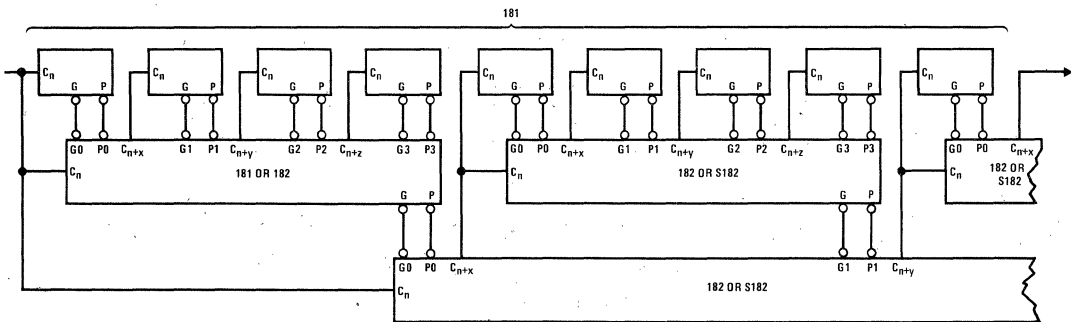 181
Cn G P Cn G P Cn G P Cn G P Cn G P Cn G P Cn G P Cn G P Cn G P
G0 P0 Cn+x G1 P1 Cn+y G2 P2 Cn+z G3 P3 G0 P0 Cn+x G1 P1 Cn+y G2 P2 Cn+z G3 P3 G0 P0 Cn+x
Cn 181 OR 182 Cn 182 OR S182 Cn 182 OR
S182
G P G P
G0 P0 Cn+x G1 P1 Cn+y
Cn 182 OR S182